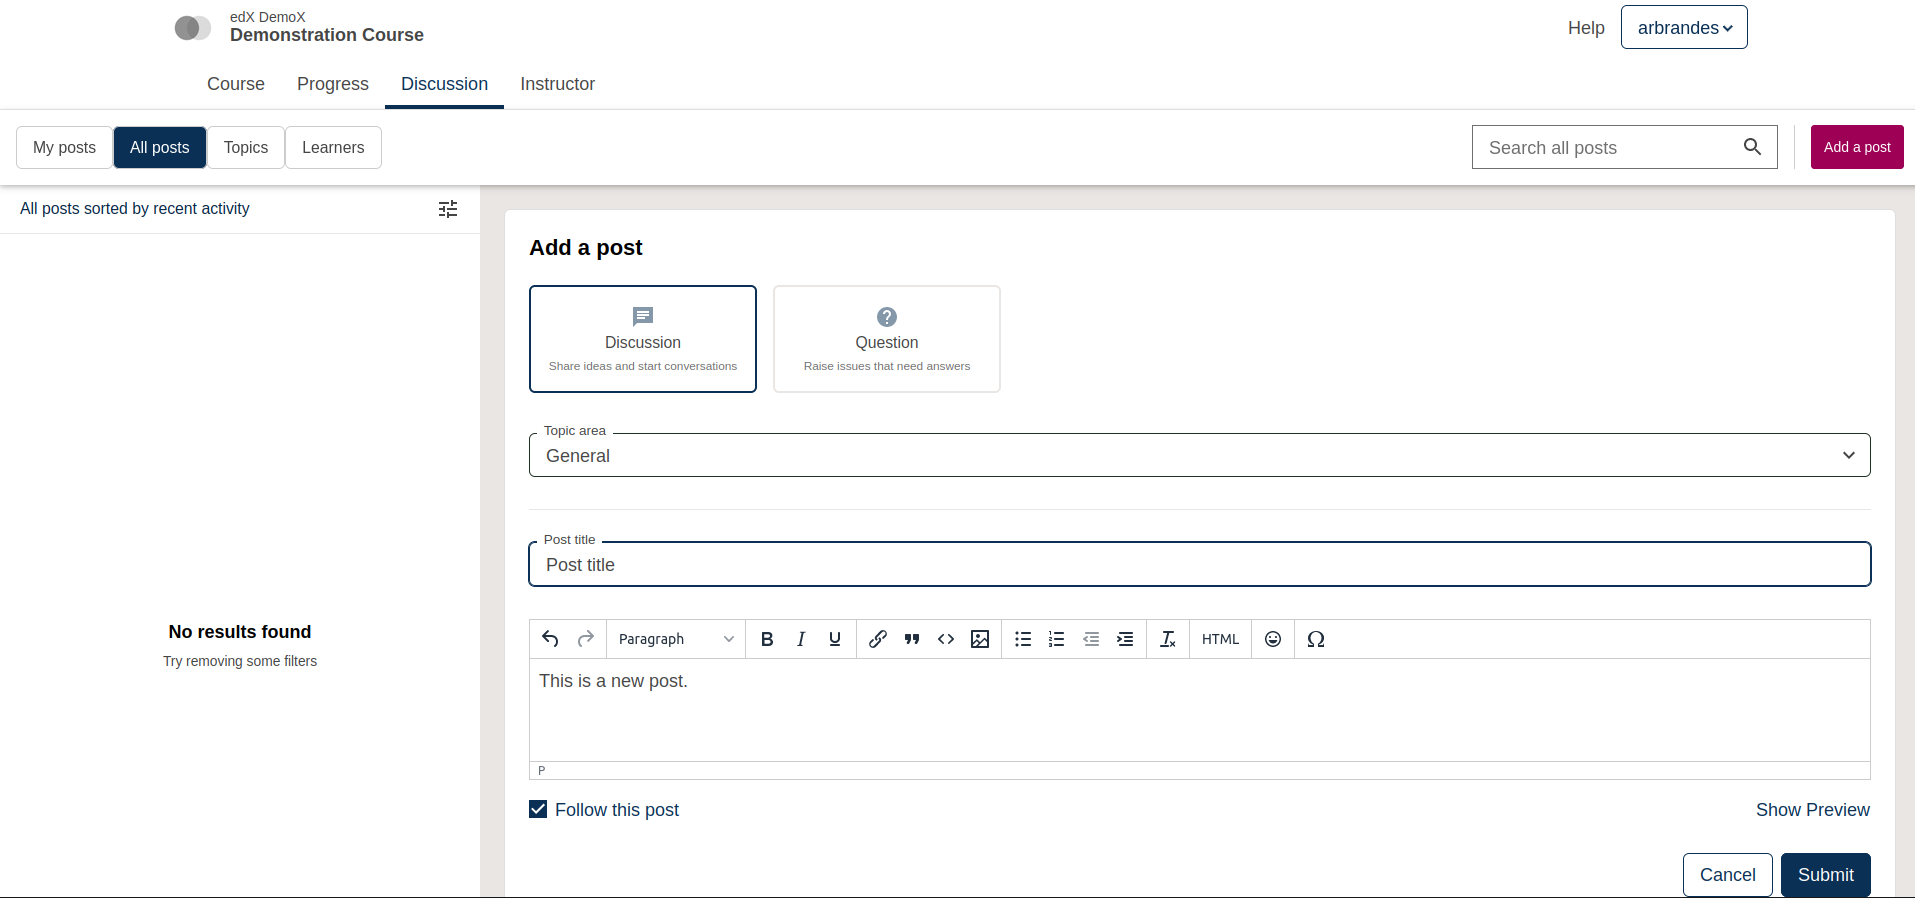 edX DemoX
Demonstration Course
Help
arbrandes
Course Progress Discussion Instructor
My posts All posts Topics Learners
Search all posts
Add a post
All posts sorted by recent activity
No results found
Try removing some filters
Add a post
Discussion
Share ideas and start conversations
Question
Raise issues that need answers
Topic area
General
Post title
Post title
Paragraph B I U HTML Ω
This is a new post.
P
Follow this post
Show Preview
Cancel Submit